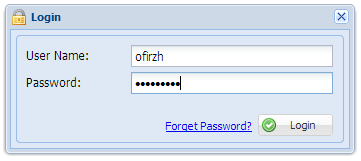 Login
User Name: ofirzh
Password: •••••••••
Forget Password? Login